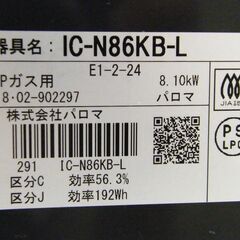 器具名：IC-N86KB-L
E1-2-24
Pガス用 8.10kW
18・02-902297 パロマ
株式会社パロマ
291 IC-N86KB-L
区分C 効率56.3%
区分J 効率192Wh
JIA
PS
LPG